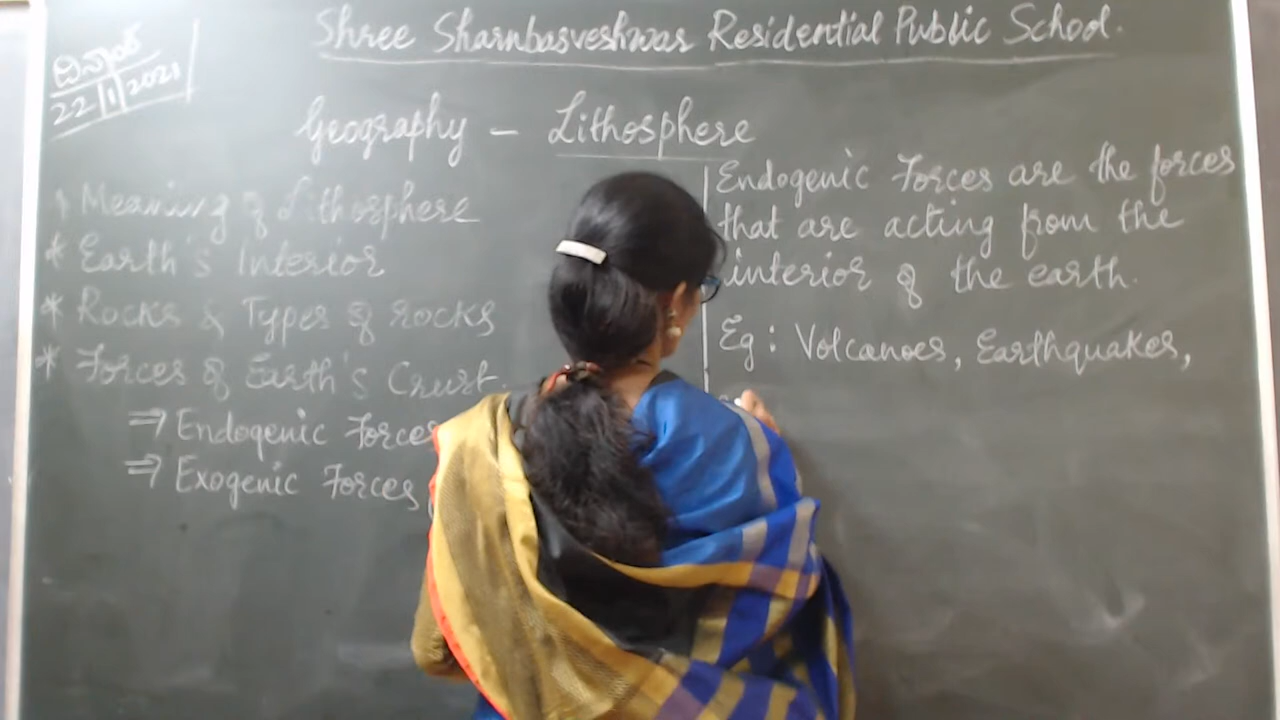 Shree Sharnbasveshwar Residential Public School.
ದಿನಾಂಕ
22/1/2021
Geography - Lithosphere
* Meaning of Lithosphere
* Earth's Interior
* Rocks & Types of rocks
* Forces of Earth's Crust.
⇒ Endogenic Forces
⇒ Exogenic Forces
Endogenic Forces are the forces
that are acting from the
interior of the earth.
Eg: Volcanoes, Earthquakes,